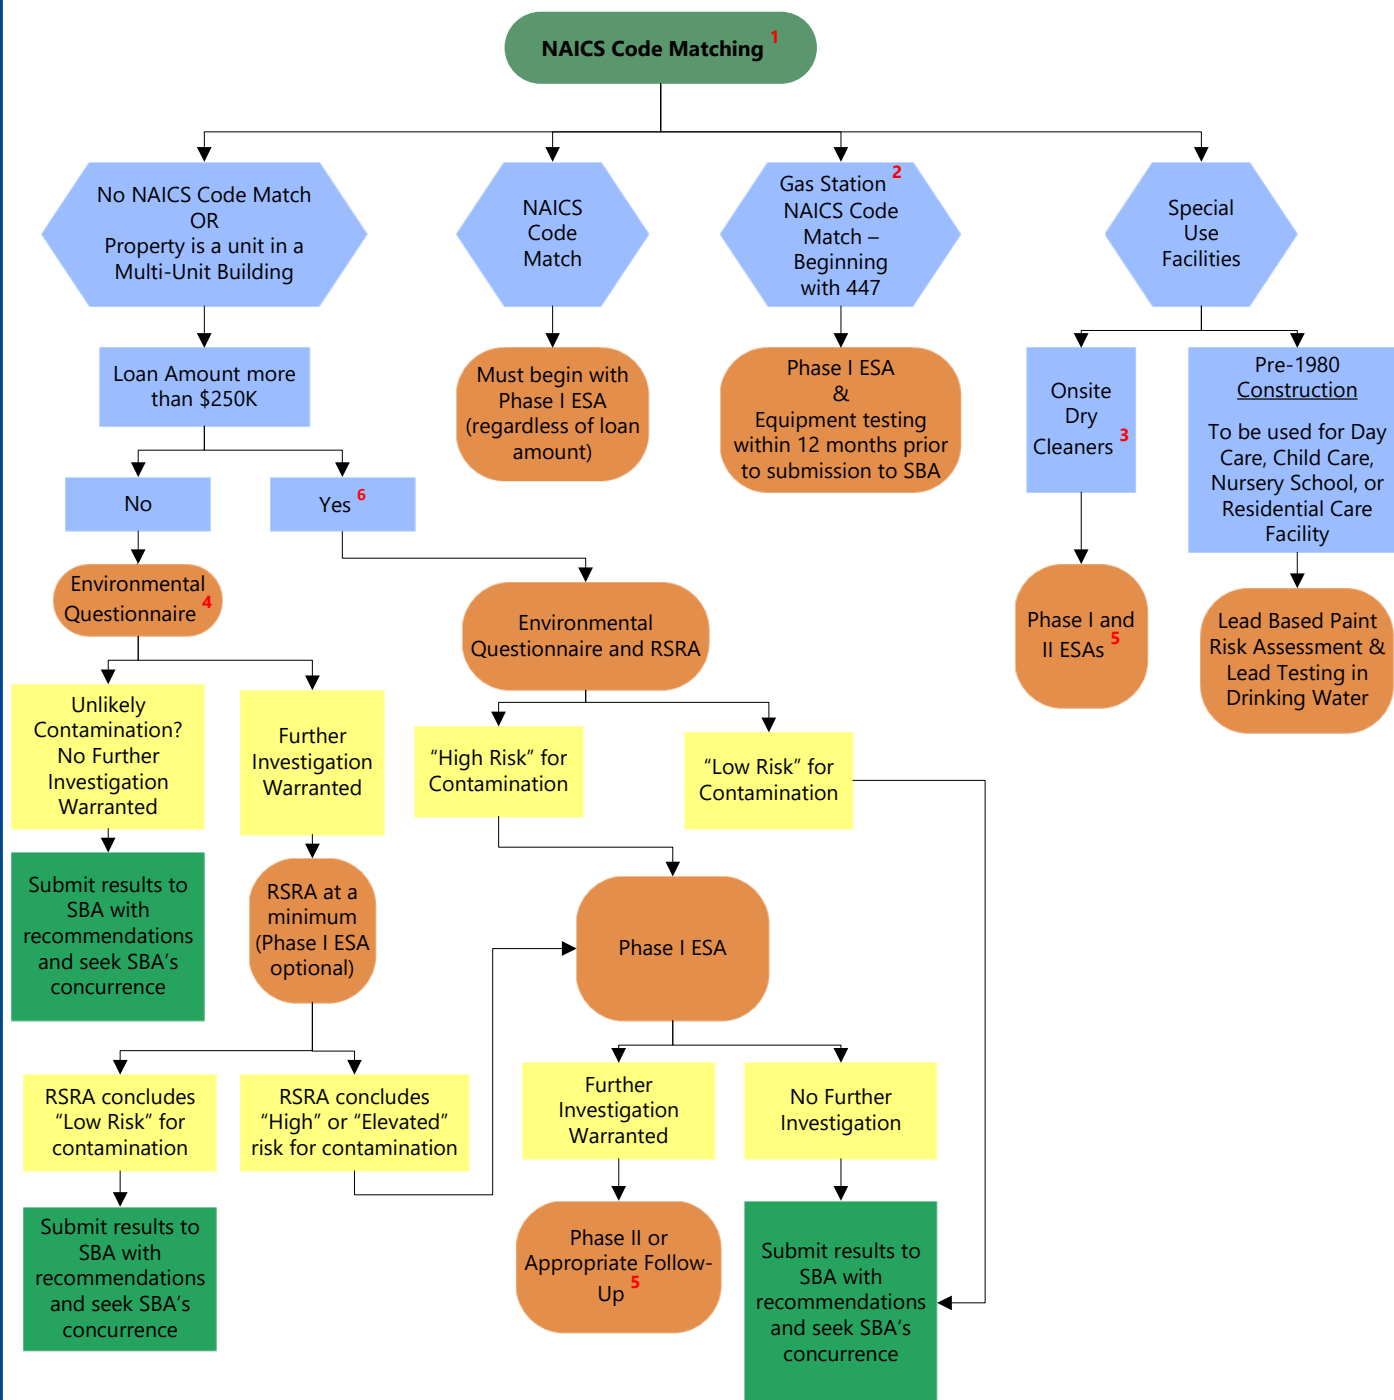 NAICS Code Matching 1
No NAICS Code Match
OR
Property is a unit in a
Multi-Unit Building
NAICS
Code
Match
Gas Station 2
NAICS Code
Match –
Beginning
with 447
Special
Use
Facilities
Loan Amount more
than $250K
Must begin with
Phase I ESA
(regardless of loan
amount)
Phase I ESA
&
Equipment testing
within 12 months prior
to submission to SBA
Onsite
Dry
Cleaners 3
Pre-1980
Construction
To be used for Day
Care, Child Care,
Nursery School, or
Residential Care
Facility
No
Yes 6
Environmental
Questionnaire 4
Environmental
Questionnaire and RSRA
Phase I and
II ESAs 5
Lead Based Paint
Risk Assessment &
Lead Testing in
Drinking Water
Unlikely
Contamination?
No Further
Investigation
Warranted
Further
Investigation
Warranted
“High Risk” for
Contamination
“Low Risk” for
Contamination
Submit results to
SBA with
recommendations
and seek SBA’s
concurrence
RSRA at a
minimum
(Phase I ESA
optional)
Phase I ESA
RSRA concludes
“Low Risk” for
contamination
RSRA concludes
“High” or “Elevated”
risk for contamination
Further
Investigation
Warranted
No Further
Investigation
Submit results to
SBA with
recommendations
and seek SBA’s
concurrence
Phase II or
Appropriate Follow-
Up 5
Submit results to
SBA with
recommendations
and seek SBA’s
concurrence